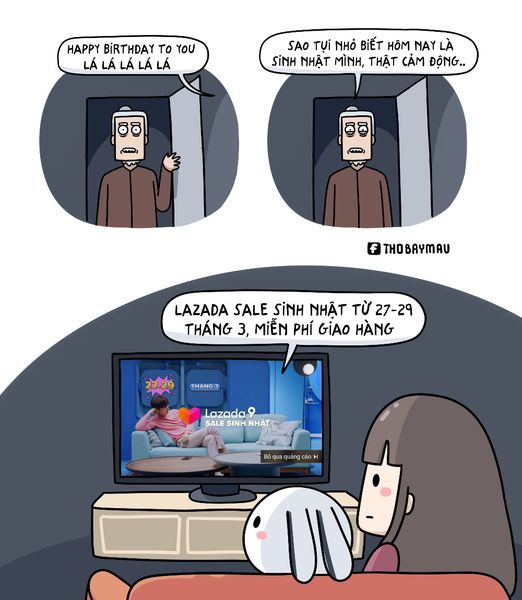 HAPPY BIRTHDAY TO YOU
LÁ LÁ LÁ LÁ LÁ
SAO TỤI NHỎ BIẾT HÔM NAY LÀ
SINH NHẬT MÌNH, THẬT CẢM ĐỘNG..
THOBAYMAU
LAZADA SALE SINH NHẬT TỪ 27-29
THÁNG 3, MIỄN PHÍ GIAO HÀNG
27-29
THÁNG 3
Lazada 9
SALE SINH NHẬT
Bỏ qua quảng cáo